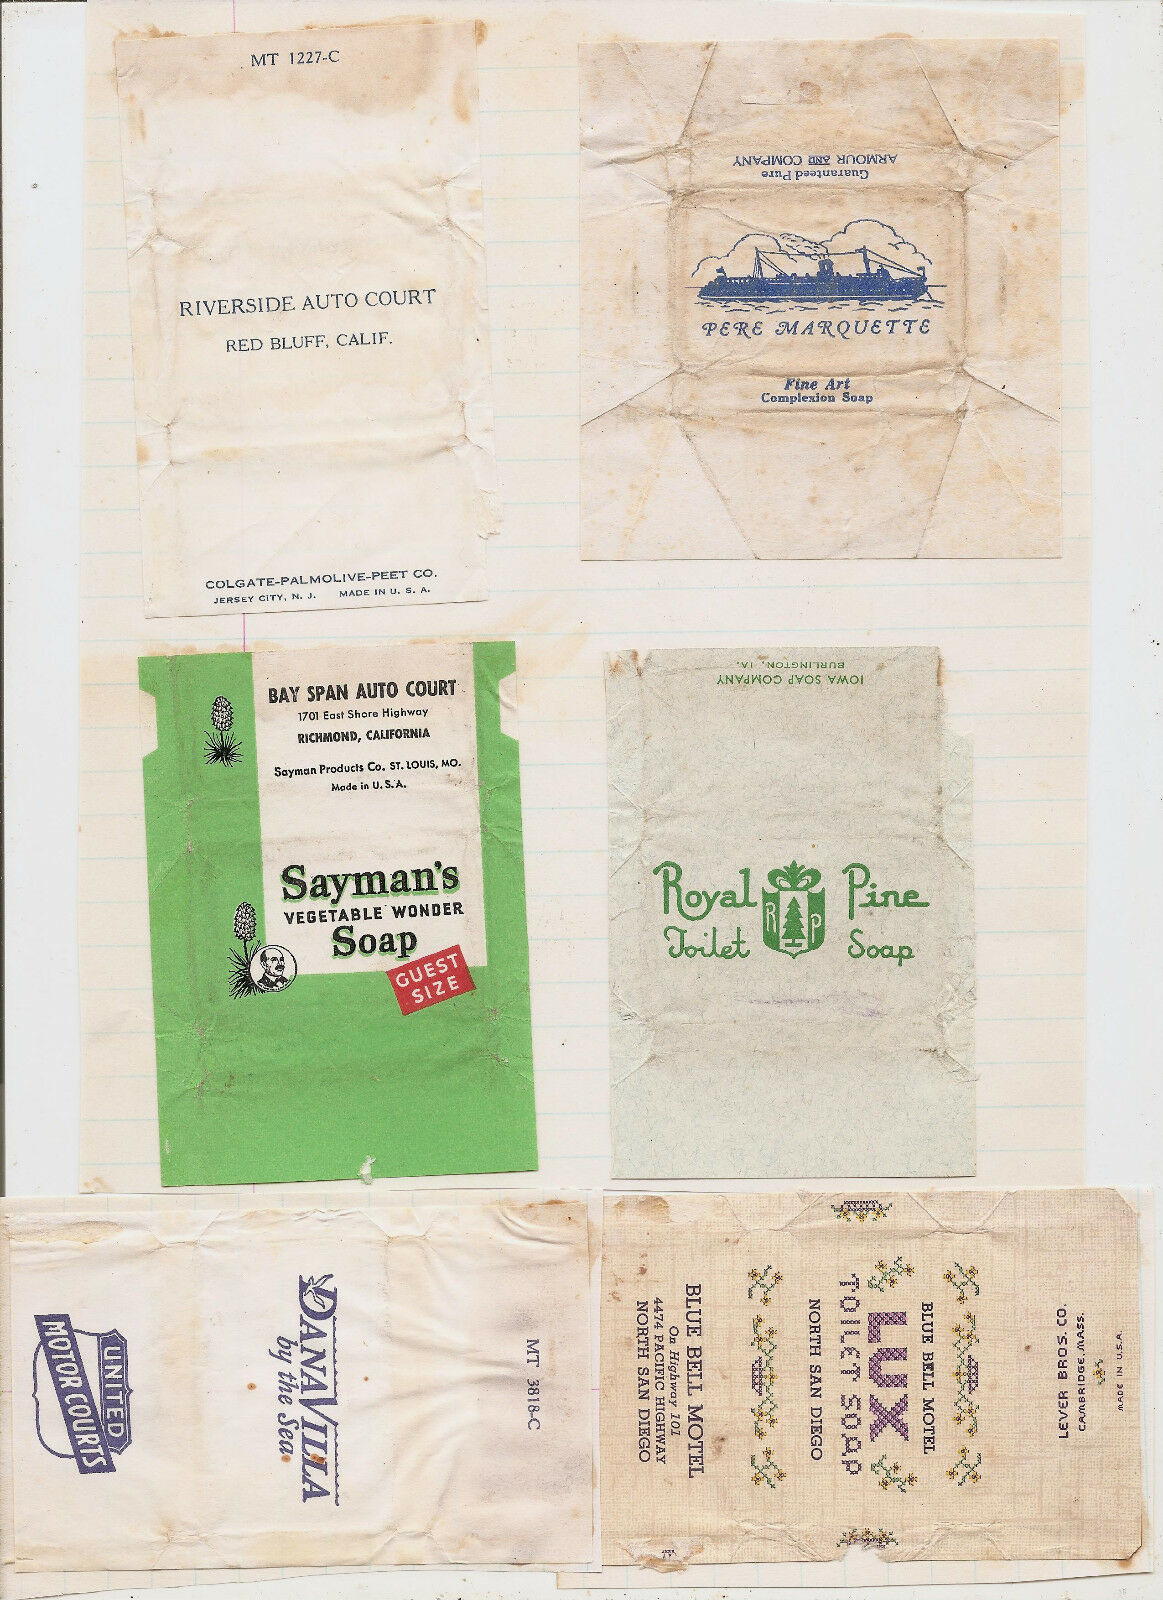 MT 1227-C
RIVERSIDE AUTO COURT
RED BLUFF, CALIF.
COLGATE-PALMOLIVE-PEET CO.
JERSEY CITY, N. J. MADE IN U. S. A.
Guaranteed Pure
ARMOUR AND COMPANY
PERE MARQUETTE
Fine Art
Complexion Soap
BAY SPAN AUTO COURT
1701 East Shore Highway
RICHMOND, CALIFORNIA
Sayman Products Co. ST. LOUIS, MO.
Made in U. S. A.
Sayman's
VEGETABLE WONDER
Soap
GUEST
SIZE
IOWA SOAP COMPANY
BURLINGTON, IA.
Royal Pine
R P
Toilet Soap
MT 3818-C
DANA VILLA
by the Sea
UNITED
MOTOR COURTS
MADE IN U.S.A.
LEVER BROS. CO.
CAMBRIDGE, MASS.
BLUE BELL MOTEL
LUX
TOILET SOAP
NORTH SAN DIEGO
BLUE BELL MOTEL
On Highway 101
4474 PACIFIC HIGHWAY
NORTH SAN DIEGO